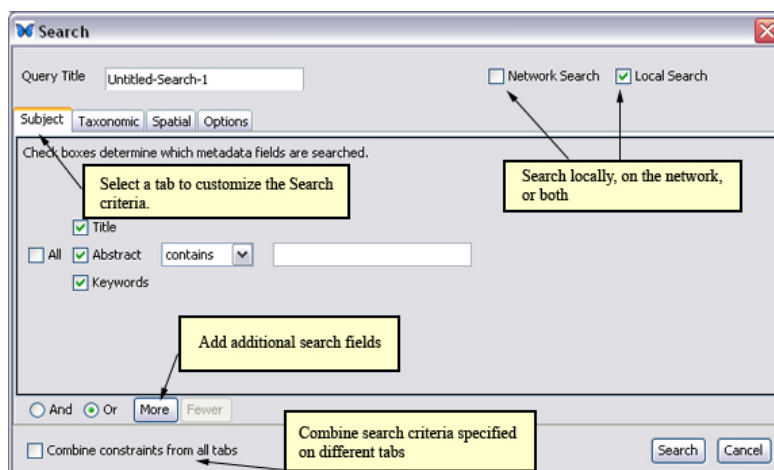 Search
Query Title Untitled-Search-1 Network Search Local Search
Subject Taxonomic Spatial Options
Check boxes determine which metadata fields are searched.
Select a tab to customize the Search
criteria.
Search locally, on the network,
or both
Title
All Abstract contains
Keywords
Add additional search fields
And Or More Fewer
Combine search criteria specified
on different tabs
Combine constraints from all tabs
Search Cancel